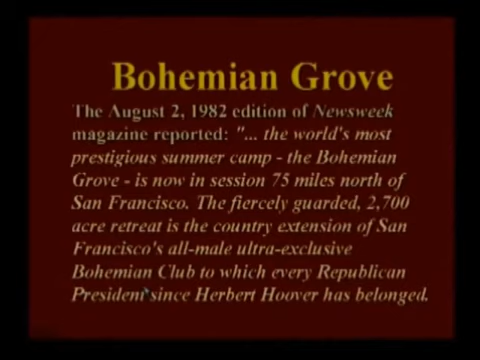 Bohemian Grove
The August 2, 1982 edition of Newsweek
magazine reported: "... the world's most
prestigious summer camp - the Bohemian
Grove - is now in session 75 miles north of
San Francisco. The fiercely guarded, 2,700
acre retreat is the country extension of San
Francisco's all-male ultra-exclusive
Bohemian Club to which every Republican
President since Herbert Hoover has belonged.